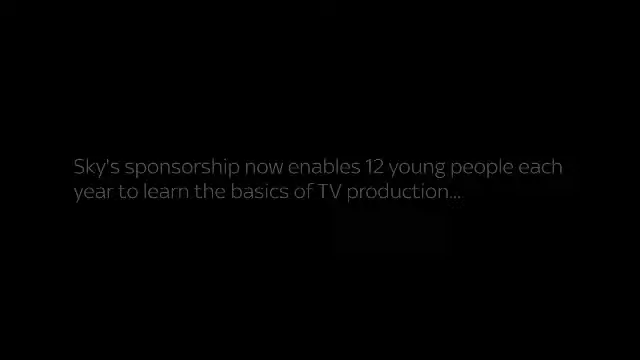 Sky's sponsorship now enables 12 young people each
year to learn the basics of TV production...